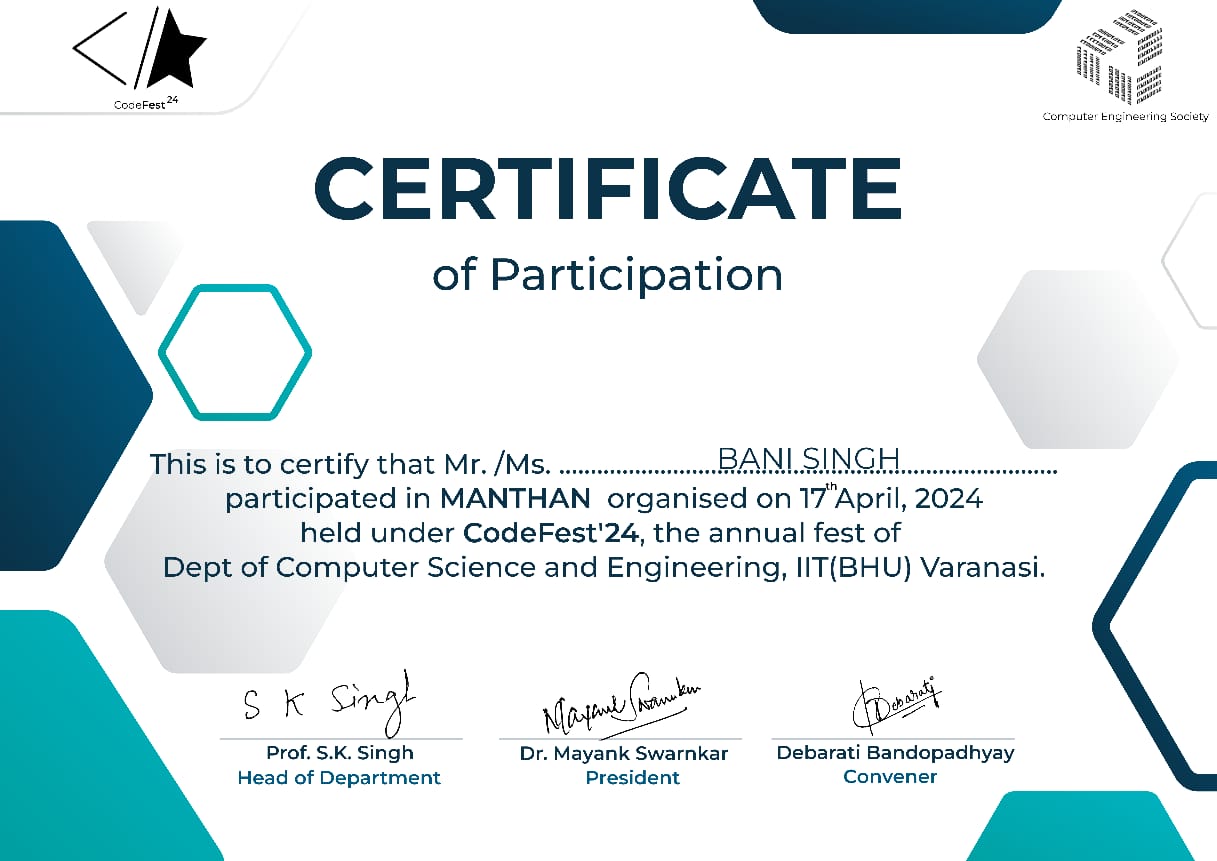 CodeFest 24
Computer Engineering Society
CERTIFICATE
of Participation
This is to certify that Mr. /Ms. ..........BANI SINGH..........
participated in MANTHAN organised on 17th April, 2024
held under CodeFest'24, the annual fest of
Dept of Computer Science and Engineering, IIT(BHU) Varanasi.
S K Singh
Mayank Swarnkar
Debarati
Prof. S.K. Singh
Dr. Mayank Swarnkar
Debarati Bandopadhyay
Head of Department
President
Convener